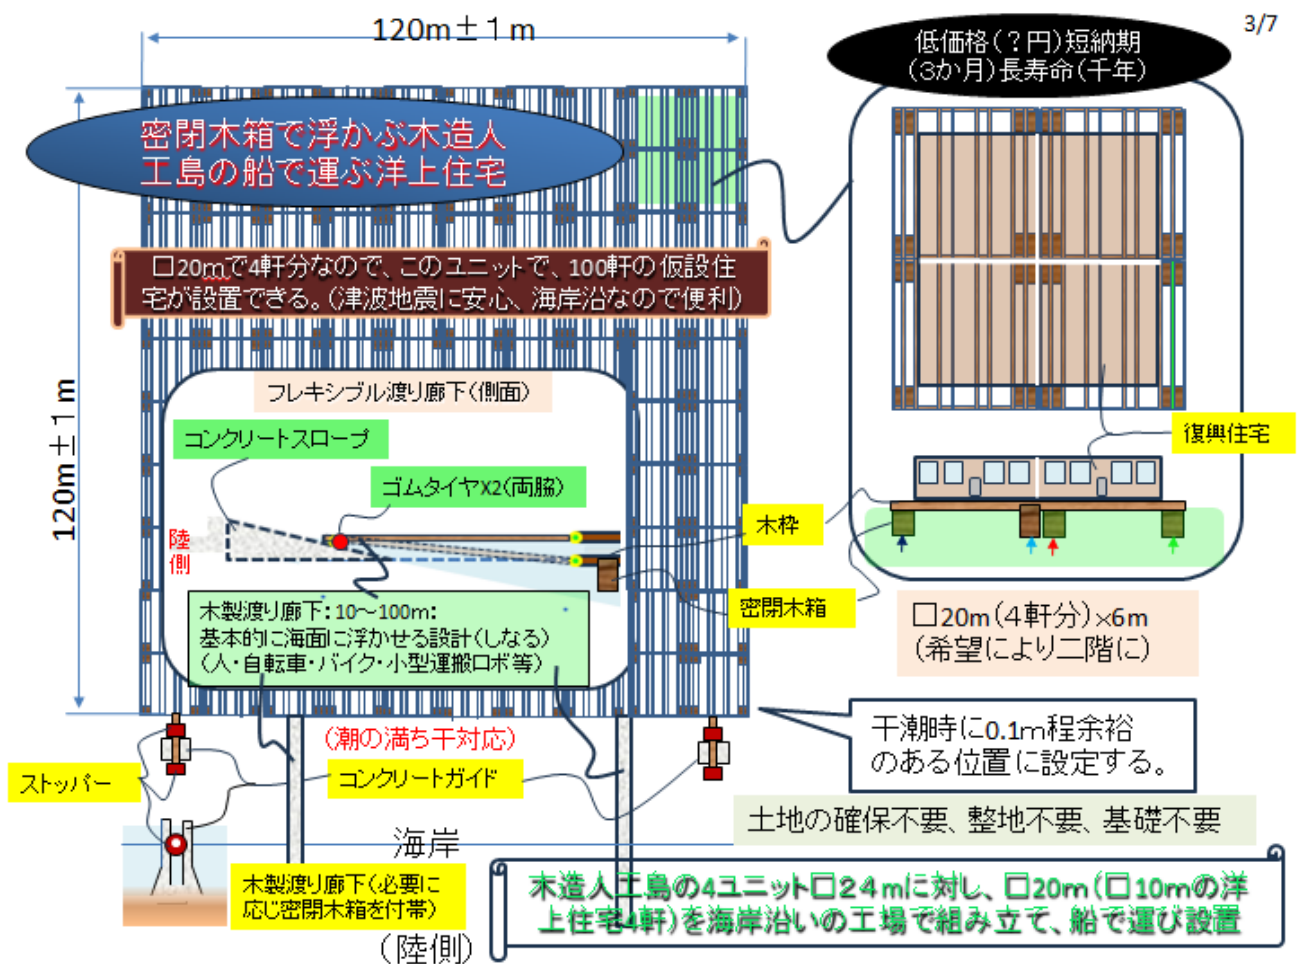 3/7
120m±1m
低価格(?円)短納期
(3か月)長寿命(千年)
密閉木箱で浮かぶ木造人
工島の船で運ぶ洋上住宅
□20mで4軒分なので、このユニットで、100軒の仮設住
宅が設置できる。(津波地震に安心、海岸沿なので便利)
120m±1m
フレキシブル渡り廊下(側面)
コンクリートスロープ
ゴムタイヤX2(両脇)
陸
側
木製渡り廊下:10~100m:
基本的に海面に浮かせる設計(しなる)
(人・自転車・バイク・小型運搬ロボ等)
復興住宅
木枠
密閉木箱
□20m(4軒分)×6m
(希望により二階に)
干潮時に0.1m程余裕
のある位置に設定する。
(潮の満ち干対応)
ストッパー
コンクリートガイド
土地の確保不要、整地不要、基礎不要
海岸
木製渡り廊下(必要に
応じ密閉木箱を付帯)
木造人工島の4ユニット□24mに対し、□20m(□10mの洋
上住宅4軒)を海岸沿いの工場で組み立て、船で運び設置
(陸側)